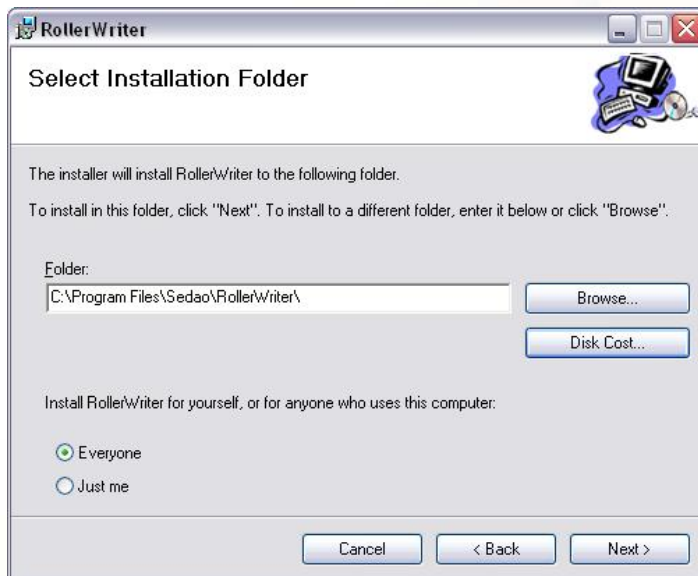 RollerWriter
Select Installation Folder
The installer will install RollerWriter to the following folder.
To install in this folder, click "Next". To install to a different folder, enter it below or click "Browse".
Folder:
C:\Program Files\Sedao\RollerWriter\
Browse...
Disk Cost...
Install RollerWriter for yourself, or for anyone who uses this computer:
Everyone
Just me
Cancel
< Back
Next >